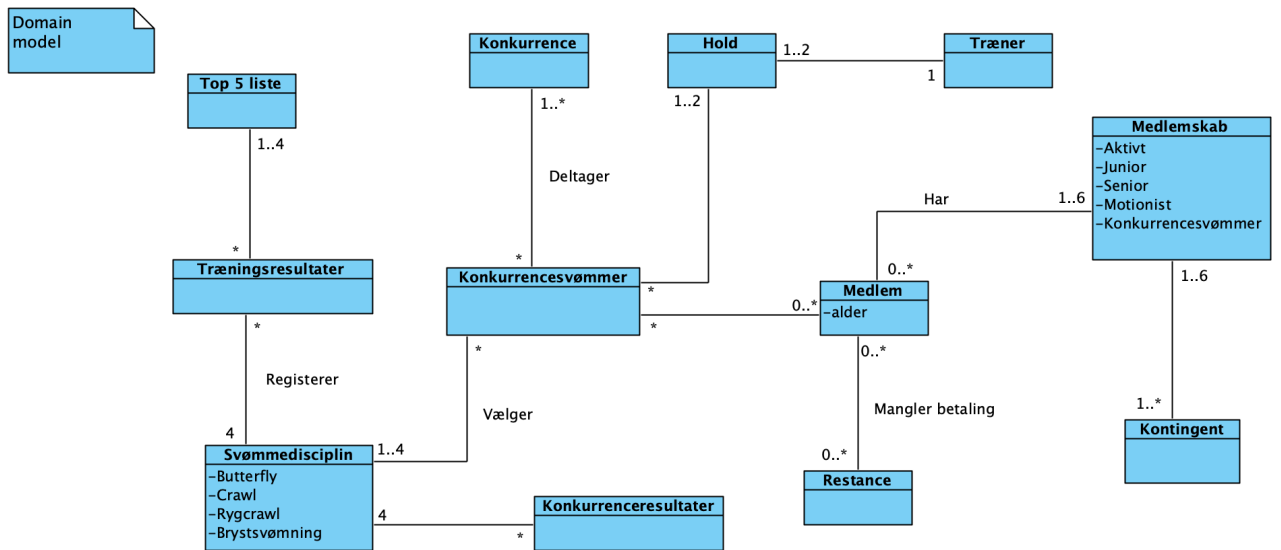 Domain
model
Top 5 liste
1..4
*
Træningsresultater
*
Registerer
4
Svømmedisciplin
-Butterfly
-Crawl
-Rygcrawl
-Brystsvømning
4
*
Konkurrenceresultater
Konkurrence
1..*
Deltager
*
Konkurrencesvømmer
*
Vælger
1..4
Hold
1..2
1
Træner
1..2
*
*
0..*
Medlem
-alder
0..*
Har
1..6
Medlemskab
-Aktivt
-Junior
-Senior
-Motionist
-Konkurrencesvømmer
1..6
1..*
Kontingent
0..*
Mangler betaling
0..*
Restance